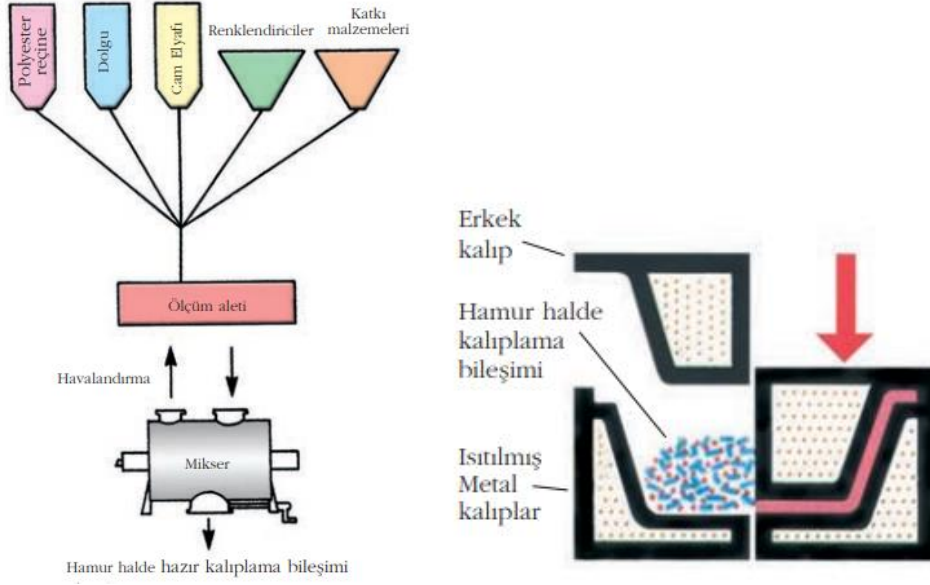 Polyester
reçine
Dolgu
Cam Elyafı
Renklendiriciler
Katkı
malzemeleri
Ölçüm aleti
Havalandırma
Mikser
Hamur halde hazır kalıplama bileşimi
Erkek
kalıp
Hamur halde
kalıplama
bileşimi
Isıtılmış
Metal
kalıplar